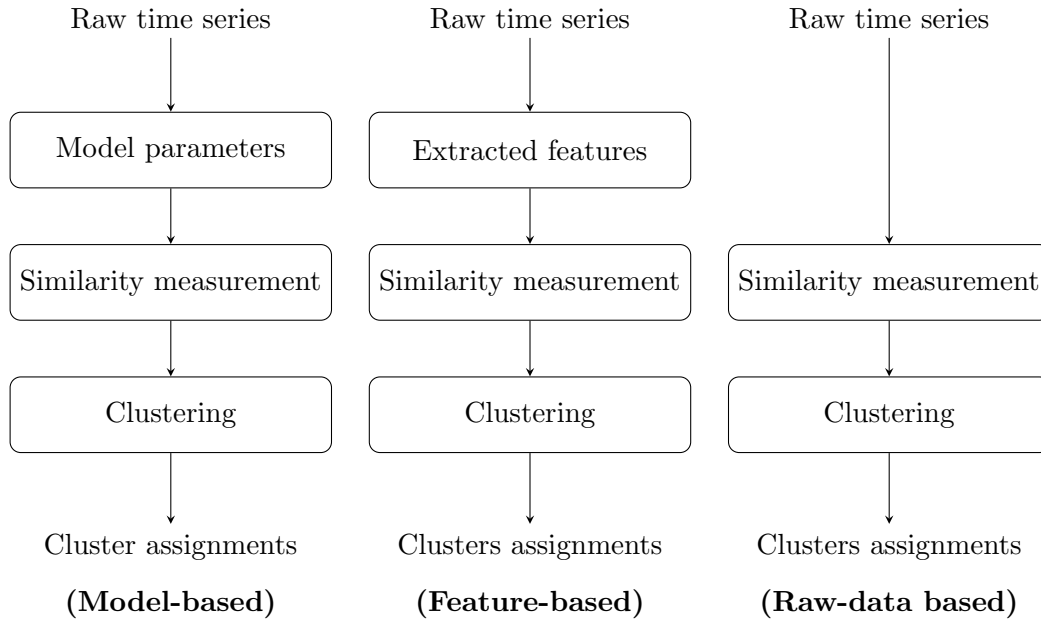 Raw time series
Raw time series
Raw time series
Model parameters
Extracted features
Similarity measurement
Similarity measurement
Similarity measurement
Clustering
Clustering
Clustering
Cluster assignments
Clusters assignments
Clusters assignments
(Model-based)
(Feature-based)
(Raw-data based)